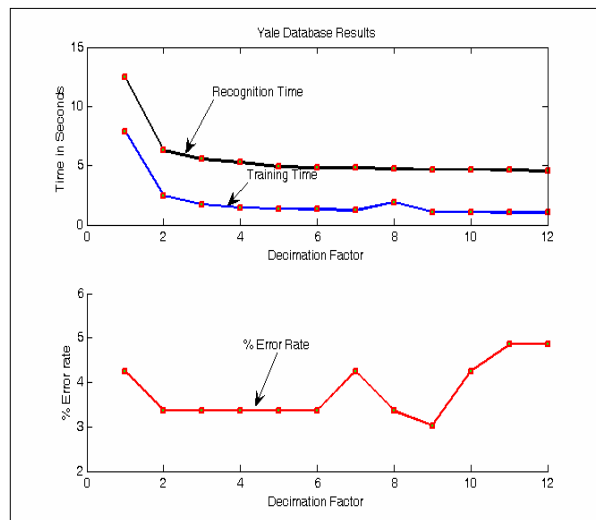 Yale Database Results
15
10
5
0
Time in Seconds
Recognition Time
Training Time
0 2 4 6 8 10 12
Decimation Factor
6
5
4
3
2
% Error rate
% Error Rate
0 2 4 6 8 10 12
Decimation Factor